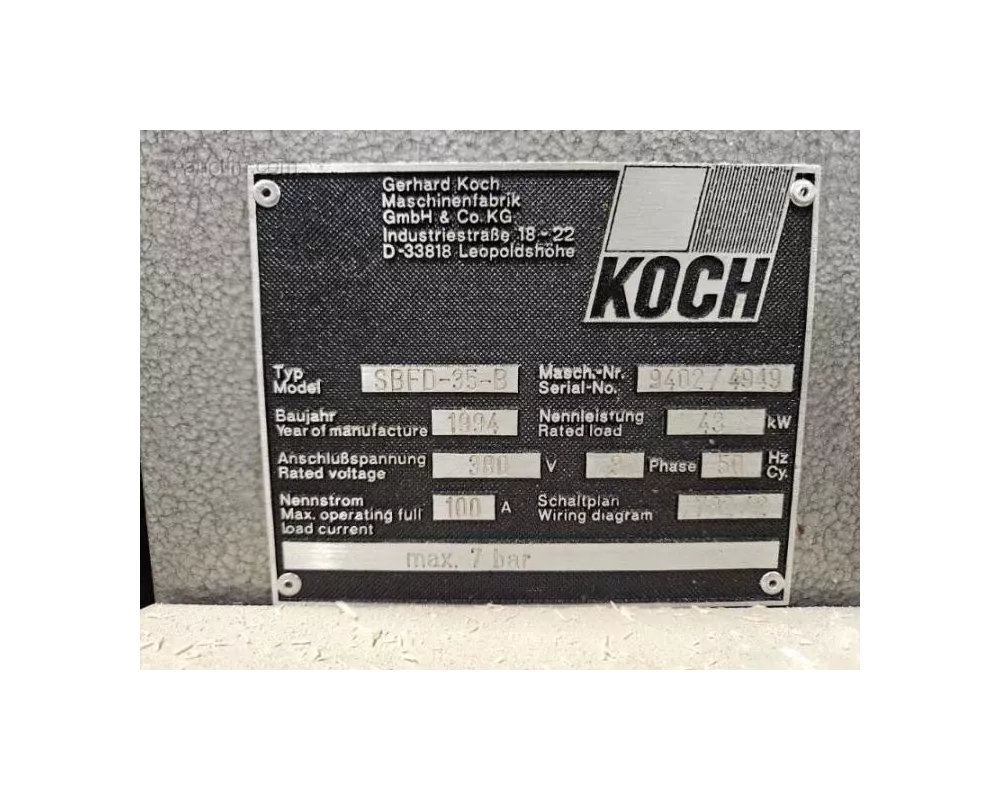 Gerhard Koch
Maschinenfabrik
GmbH & Co. KG
Industriestraße 18 - 22
D-33818 Leopoldshöhe
KOCH
Typ
Model
SBFD-35-B
Masch.-Nr.
Serial-No.
9402/4949
Baujahr
Year of manufacture
1994
Nennleistung
Rated load
43 kW
Anschlußspannung
Rated voltage
380 V
Phase
50
Hz
Cy.
Nennstrom
Max. operating full
load current
100 A
Schaltplan
Wiring diagram
max. 7 bar